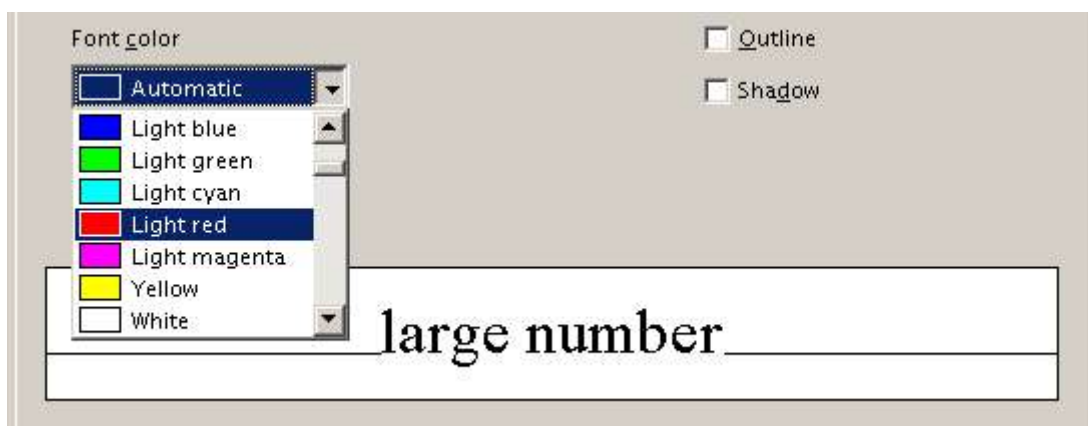 Font color
Outline
Automatic
Shadow
Light blue
Light green
Light cyan
Light red
Light magenta
Yellow
White
large number